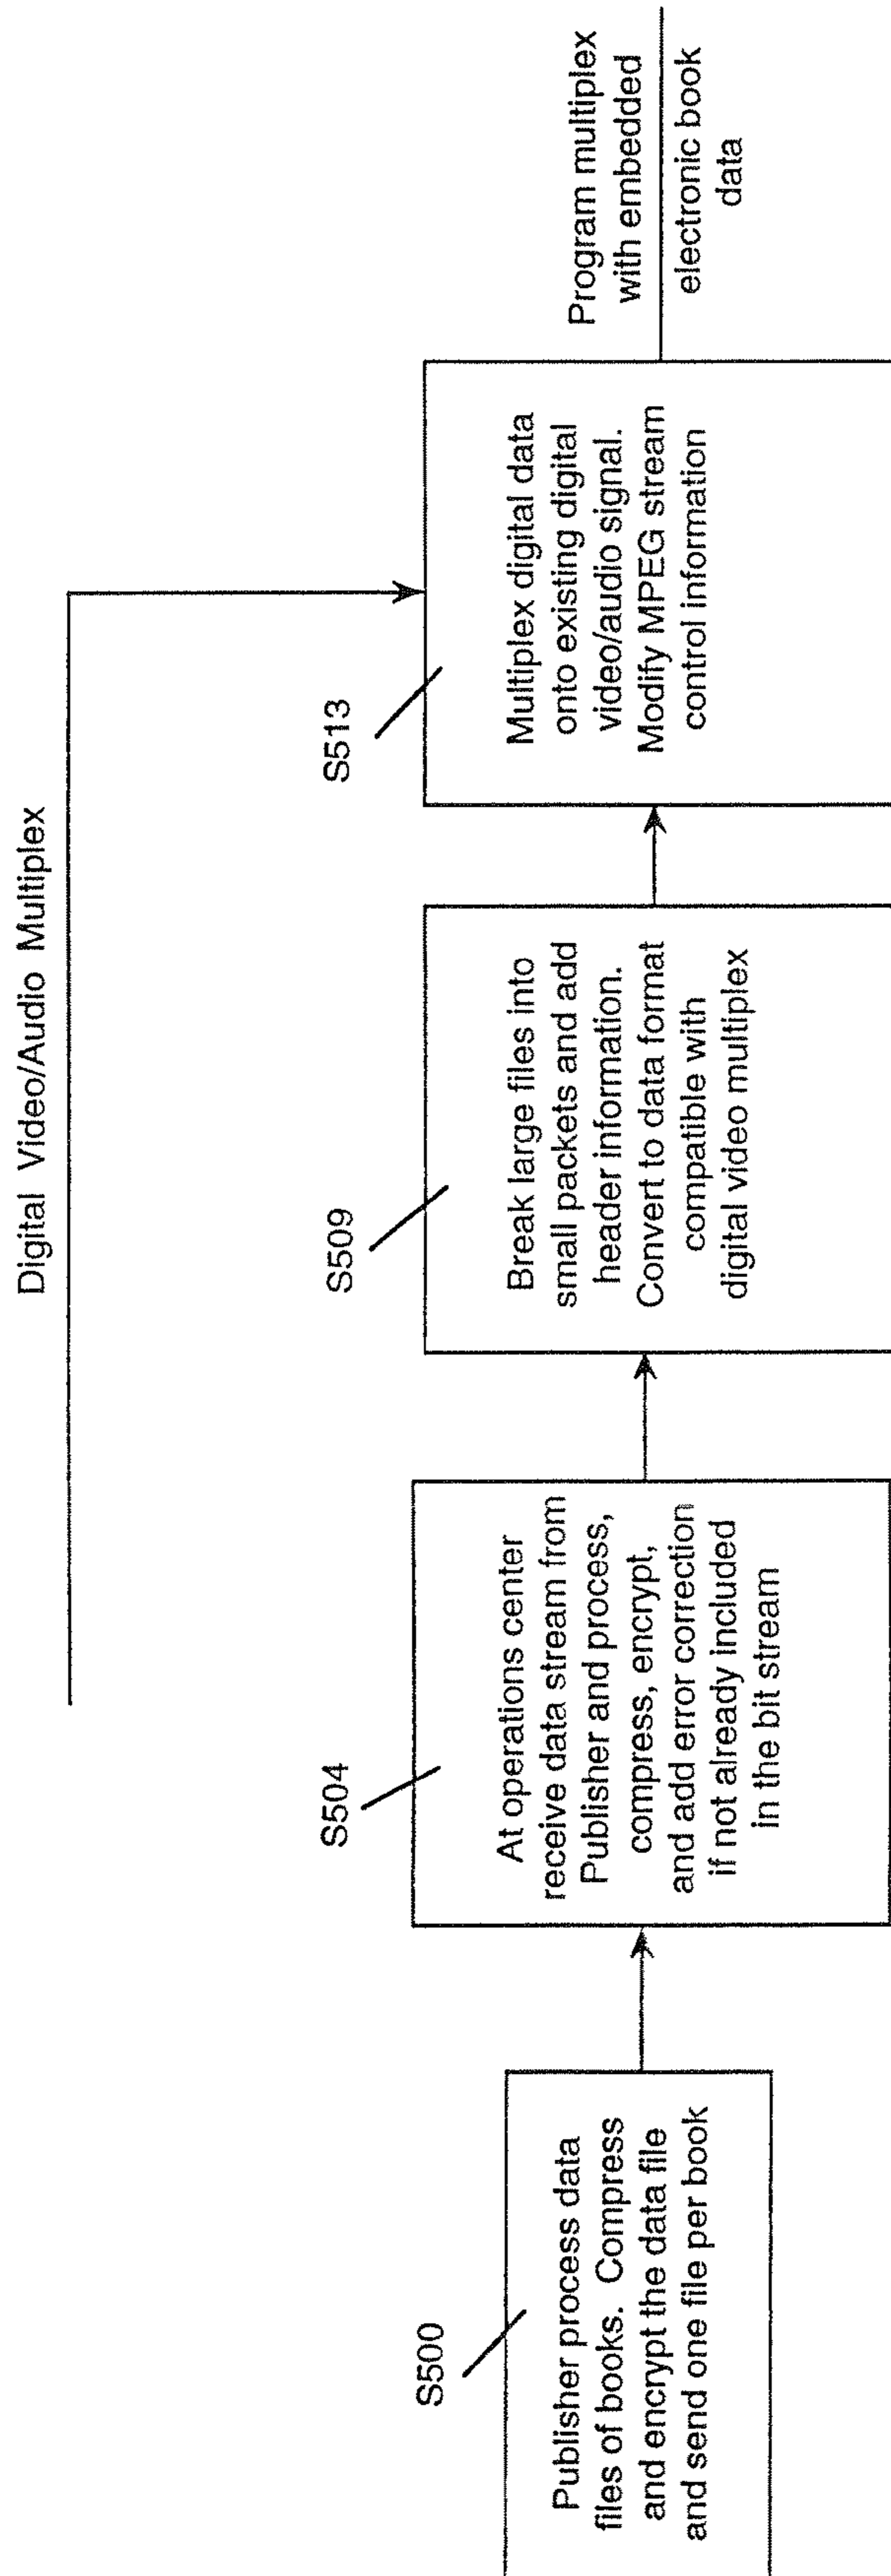 Digital Video/Audio Multiplex
S500
Publisher process data
files of books. Compress
and encrypt the data file
and send one file per book
S504
At operations center
receive data stream from
Publisher and process,
compress, encrypt,
and add error correction
if not already included
in the bit stream
S509
Break large files into
small packets and add
header information.
Convert to data format
compatible with
digital video multiplex
S513
Multiplex digital data
onto existing digital
video/audio signal.
Modify MPEG stream
control information
Program multiplex
with embedded
electronic book
data